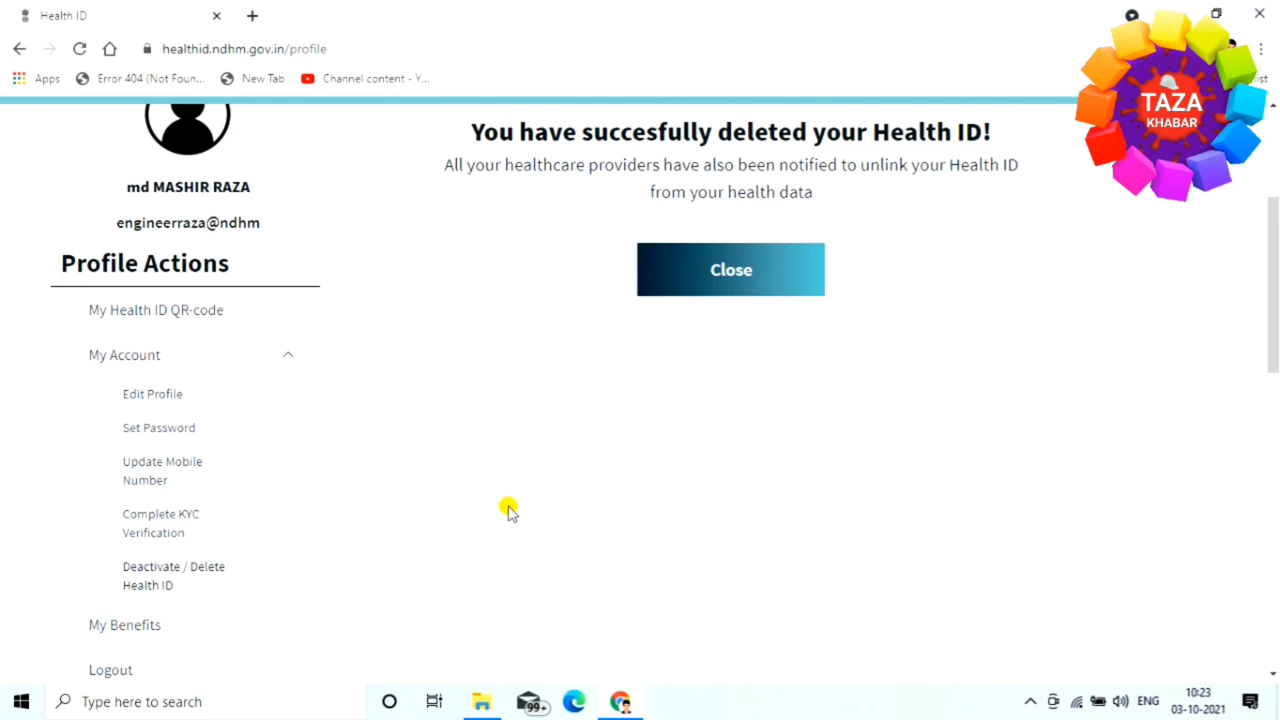 Health ID
healthid.ndhm.gov.in/profile
Apps
Error 404 (Not Foun...
New Tab
Channel content - Y...
TAZA
KHABAR
md MASHIR RAZA
engineerraza@ndhm
Profile Actions
My Health ID QR-code
My Account
Edit Profile
Set Password
Update Mobile
Number
Complete KYC
Verification
Deactivate / Delete
Health ID
My Benefits
Logout
You have succesfully deleted your Health ID!
All your healthcare providers have also been notified to unlink your Health ID
from your health data
Close
Type here to search
99+
ENG
10:23
03-10-2021